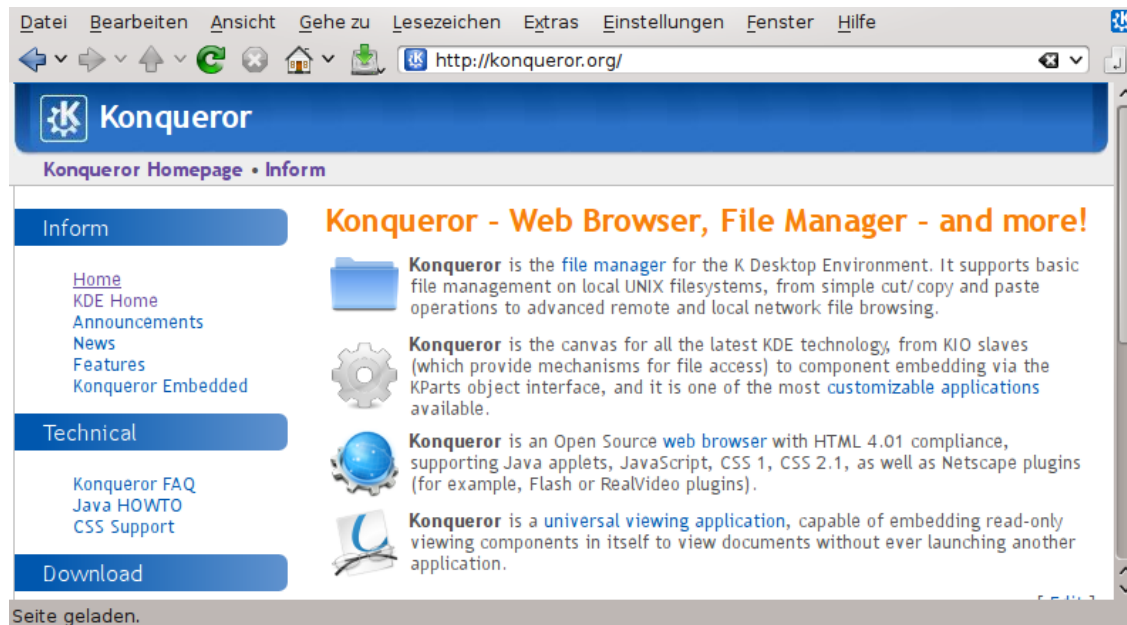 Datei Bearbeiten Ansicht Gehe zu Lesezeichen Extras Einstellungen Fenster Hilfe
http://konqueror.org/
Konqueror
Konqueror Homepage • Inform
Inform
Home
KDE Home
Announcements
News
Features
Konqueror Embedded
Technical
Konqueror FAQ
Java HOWTO
CSS Support
Download
Konqueror – Web Browser, File Manager – and more!
Konqueror is the file manager for the K Desktop Environment. It supports basic
file management on local UNIX filesystems, from simple cut/copy and paste
operations to advanced remote and local network file browsing.
Konqueror is the canvas for all the latest KDE technology, from KIO slaves
(which provide mechanisms for file access) to component embedding via the
KParts object interface, and it is one of the most customizable applications
available.
Konqueror is an Open Source web browser with HTML 4.01 compliance,
supporting Java applets, JavaScript, CSS 1, CSS 2.1, as well as Netscape plugins
(for example, Flash or RealVideo plugins).
Konqueror is a universal viewing application, capable of embedding read-only
viewing components in itself to view documents without ever launching another
application.
[ Edit ]
Seite geladen.